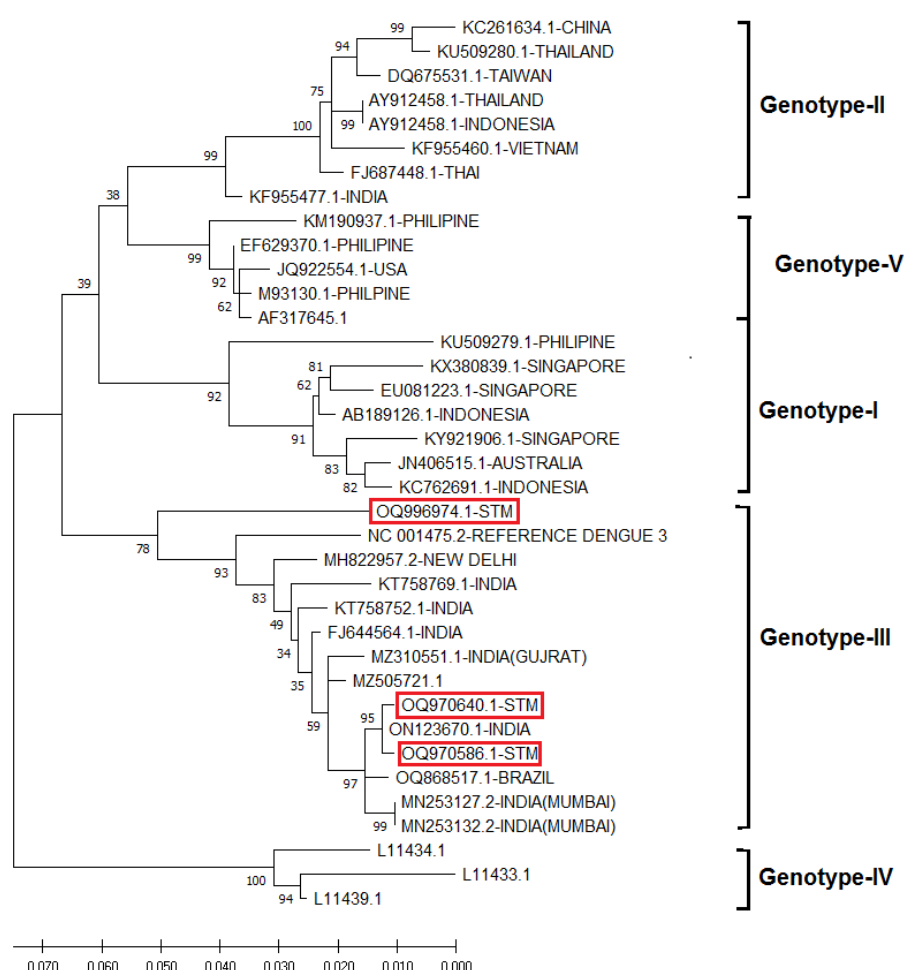 99
KC261634.1-CHINA
94
KU509280.1-THAILAND
DQ675531.1-TAIWAN
75
AY912458.1-THAILAND
Genotype-II
100
99
AY912458.1-INDONESIA
KF955460.1-VIETNAM
99
FJ687448.1-THAI
38
KF955477.1-INDIA
KM190937.1-PHILIPINE
99
EF629370.1-PHILIPINE
JQ922554.1-USA
Genotype-V
39
92
M93130.1-PHILPINE
62
AF317645.1
KU509279.1-PHILIPINE
81
KX380839.1-SINGAPORE
62
EU081223.1-SINGAPORE
92
AB189126.1-INDONESIA
Genotype-I
91
KY921906.1-SINGAPORE
83
JN406515.1-AUSTRALIA
82
KC762691.1-INDONESIA
OQ996974.1-STM
NC 001475.2-REFERENCE DENGUE 3
78
MH822957.2-NEW DELHI
93
KT758769.1-INDIA
83
KT758752.1-INDIA
49
FJ644564.1-INDIA
Genotype-III
34
MZ310551.1-INDIA(GUJRAT)
35
MZ505721.1
OQ970640.1-STM
59
95
ON123670.1-INDIA
OQ970586.1-STM
97
OQ868517.1-BRAZIL
MN253127.2-INDIA(MUMBAI)
99
MN253132.2-INDIA(MUMBAI)
L11434.1
100
L11433.1
Genotype-IV
94
L11439.1
0.070 0.060 0.050 0.040 0.030 0.020 0.010 0.000